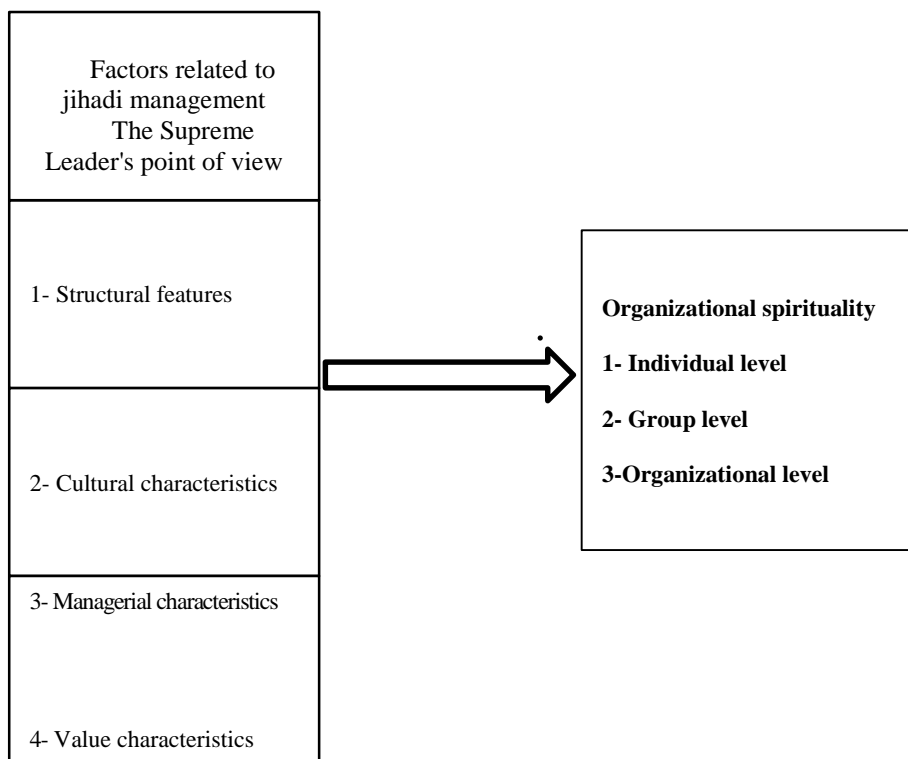 Factors related to
jihadi management
The Supreme
Leader's point of view
1- Structural features
2- Cultural characteristics
3- Managerial characteristics
4- Value characteristics
Organizational spirituality
1- Individual level
2- Group level
3-Organizational level